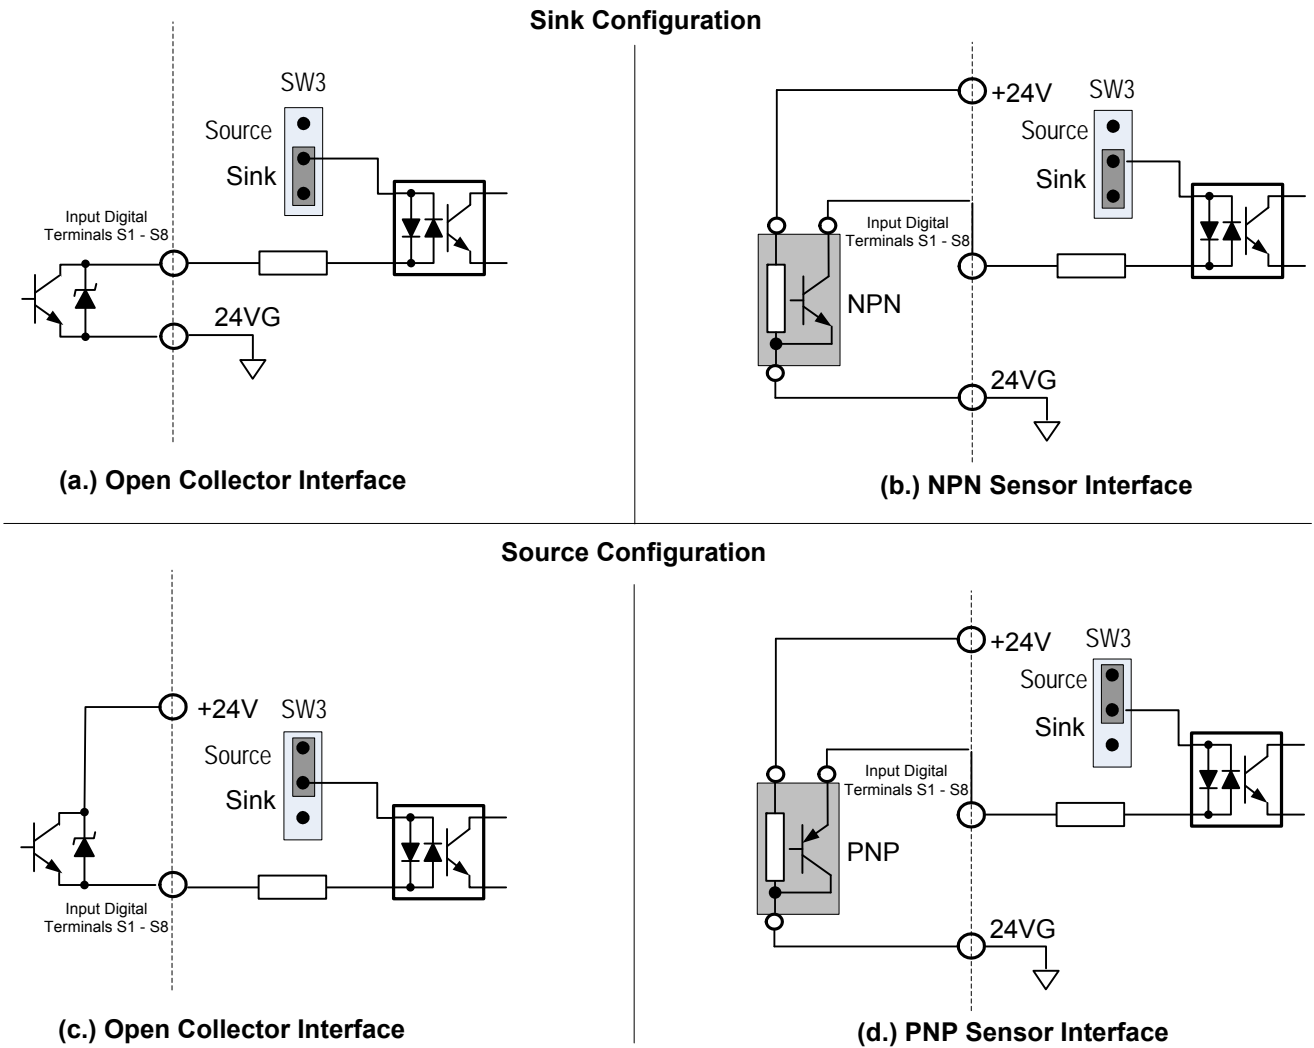 Sink Configuration
SW3
Source
Sink
Input Digital
Terminals S1 - S8
24VG
(a.) Open Collector Interface
+24V
SW3
Source
Sink
Input Digital
Terminals S1 - S8
NPN
24VG
(b.) NPN Sensor Interface
Source Configuration
+24V
SW3
Source
Sink
Input Digital
Terminals S1 - S8
(c.) Open Collector Interface
+24V
SW3
Source
Sink
Input Digital
Terminals S1 - S8
PNP
24VG
(d.) PNP Sensor Interface